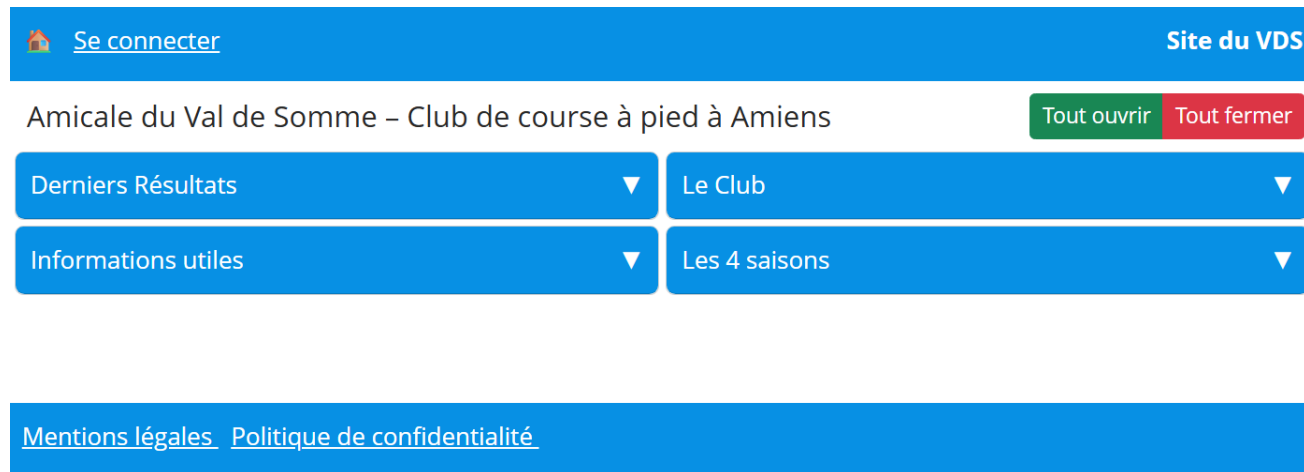 Se connecter Site du VDS
Amicale du Val de Somme – Club de course à pied à Amiens Tout ouvrir Tout fermer
Derniers Résultats ▼ Le Club ▼
Informations utiles ▼ Les 4 saisons ▼
Mentions légales Politique de confidentialité